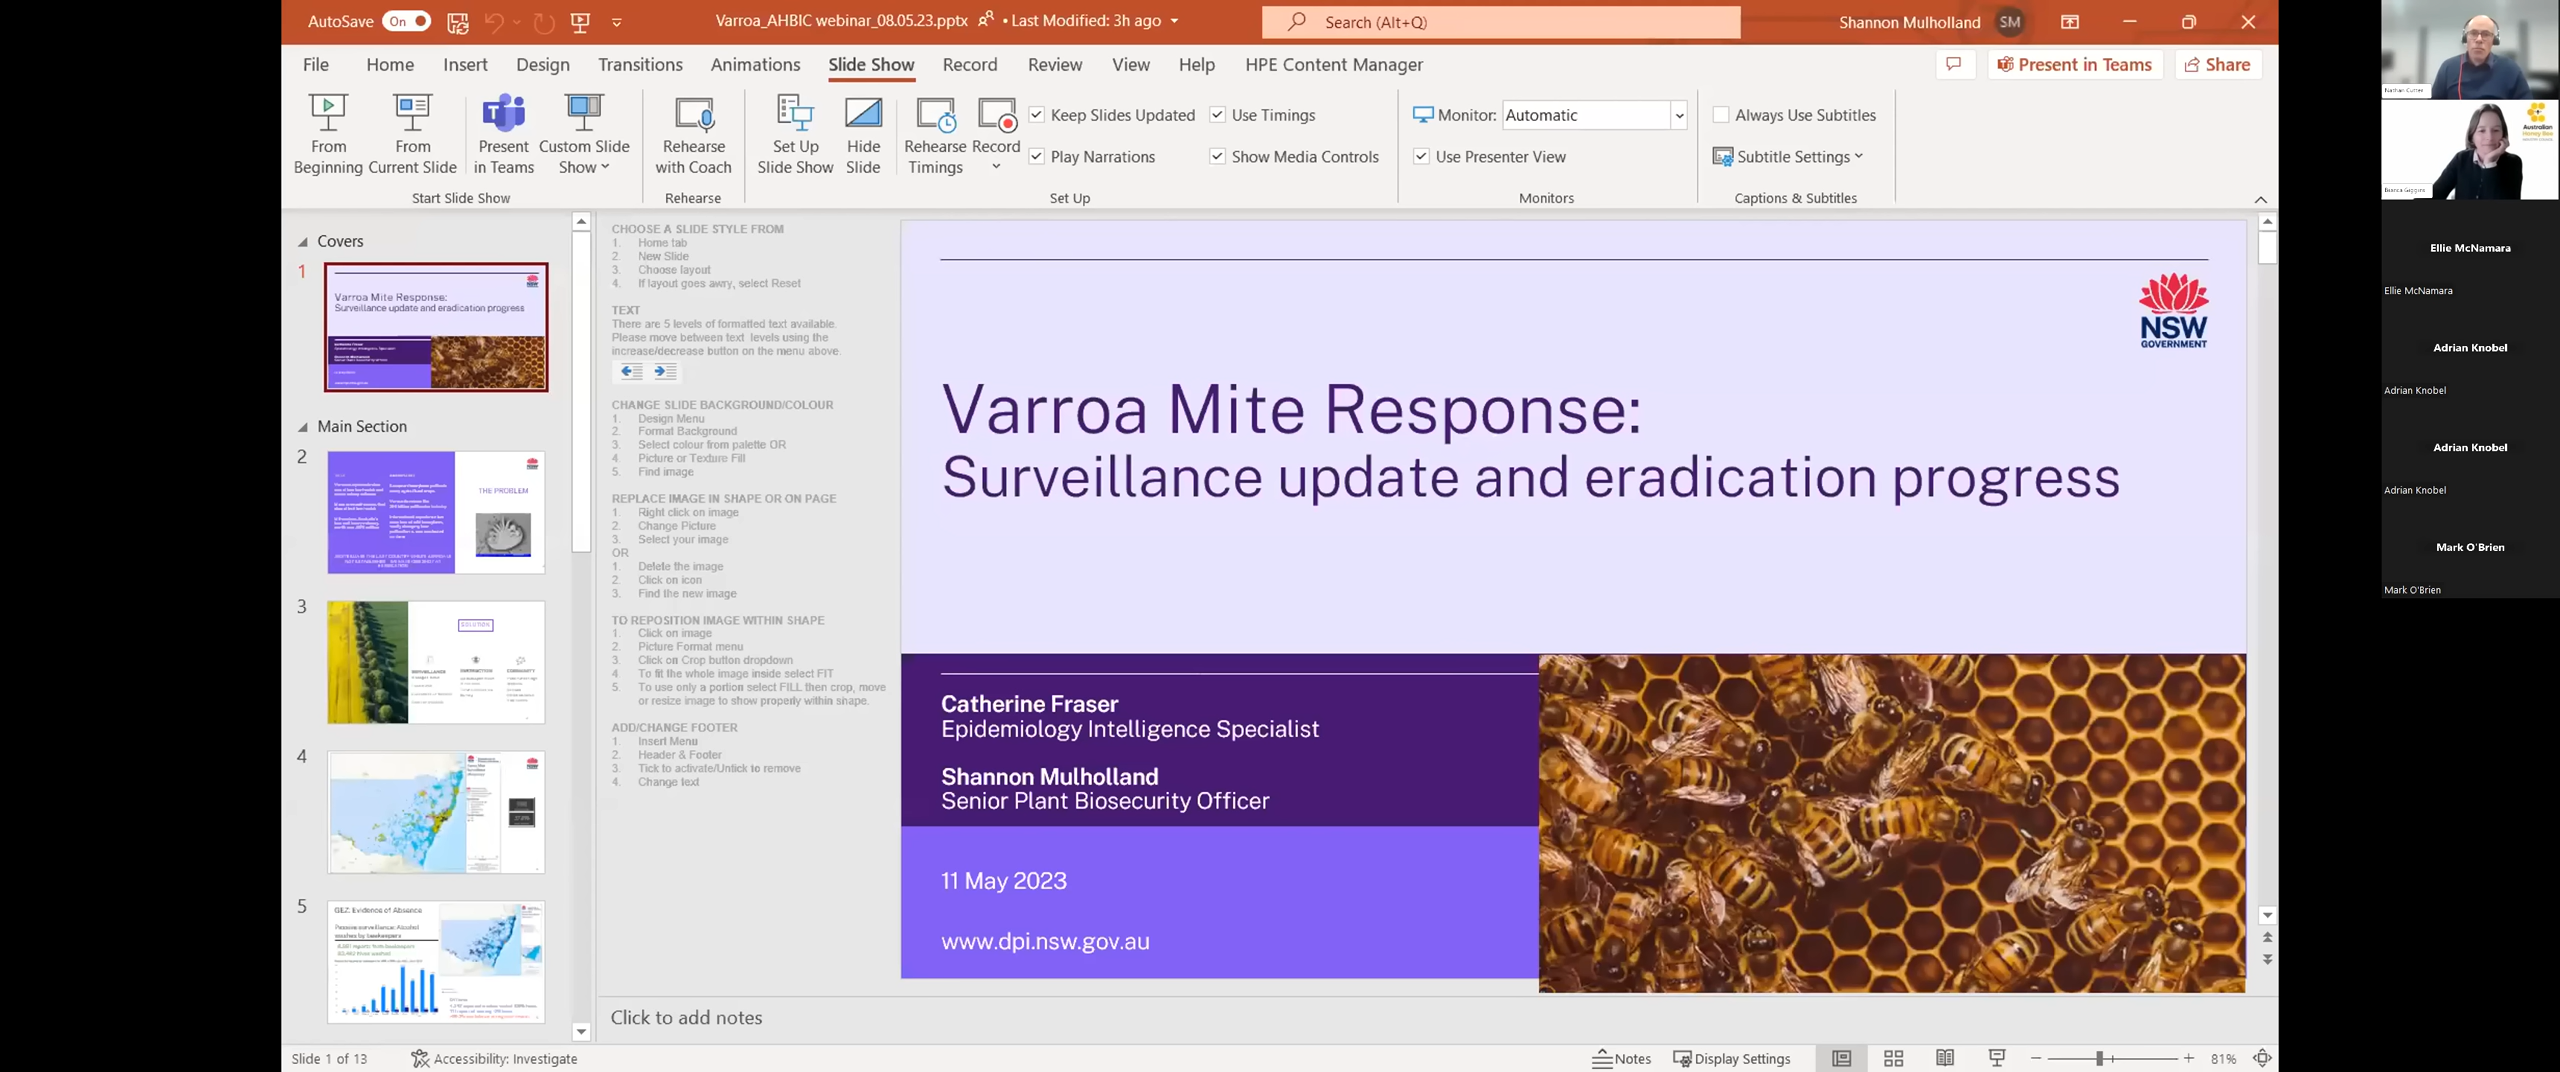 AutoSave On
Varroa_AHBIC webinar_08.05.23.pptx • Last Modified: 3h ago
Search (Alt+Q)
Shannon Mulholland SM
File Home Insert Design Transitions Animations Slide Show Record Review View Help HPE Content Manager
Present in Teams Share
From Beginning
From Current Slide
Present in Teams
Custom Slide Show
Start Slide Show
Rehearse with Coach
Rehearse
Set Up Slide Show
Hide Slide
Rehearse Timings
Record
Keep Slides Updated
Play Narrations
Use Timings
Show Media Controls
Set Up
Monitor: Automatic
Use Presenter View
Monitors
Always Use Subtitles
Subtitle Settings
Captions & Subtitles
Covers
1
Varroa Mite Response:
Surveillance update and eradication progress
Main Section
2
THE PROBLEM
3
SOLUTION
4
5
GEZ: Evidence of Absence
Passive surveillance: Alcohol
washes by beekeepers
CHOOSE A SLIDE STYLE FROM
1. Home tab
2. New Slide
3. Choose layout
4. If layout goes awry, select Reset
TEXT
There are 5 levels of formatted text available.
Please move between text levels using the
increase/decrease button on the menu above.
CHANGE SLIDE BACKGROUND/COLOUR
1. Design Menu
2. Format Background
3. Select colour from palette OR
4. Picture or Texture Fill
5. Find image
REPLACE IMAGE IN SHAPE OR ON PAGE
1. Right click on image
2. Change Picture
3. Select your image
OR
1. Delete the image
2. Click on icon
3. Find the new image
TO REPOSITION IMAGE WITHIN SHAPE
1. Click on image
2. Picture Format menu
3. Click on Crop button dropdown
4 To fit the whole image inside select FIT
5. To use only a portion select FILL then crop, move
or resize image to show properly within shape.
ADD/CHANGE FOOTER
1. Insert Menu
2. Header & Footer
3. Tick to activate/Untick to remove
4. Change text
NSW
GOVERNMENT
Varroa Mite Response:
Surveillance update and eradication progress
Catherine Fraser
Epidemiology Intelligence Specialist
Shannon Mulholland
Senior Plant Biosecurity Officer
11 May 2023
www.dpi.nsw.gov.au
Click to add notes
Slide 1 of 13
Accessibility: Investigate
Notes
Display Settings
81%
Australian
Honey Bee
Ellie McNamara
Ellie McNamara
Adrian Knobel
Adrian Knobel
Adrian Knobel
Adrian Knobel
Mark O'Brien
Mark O'Brien